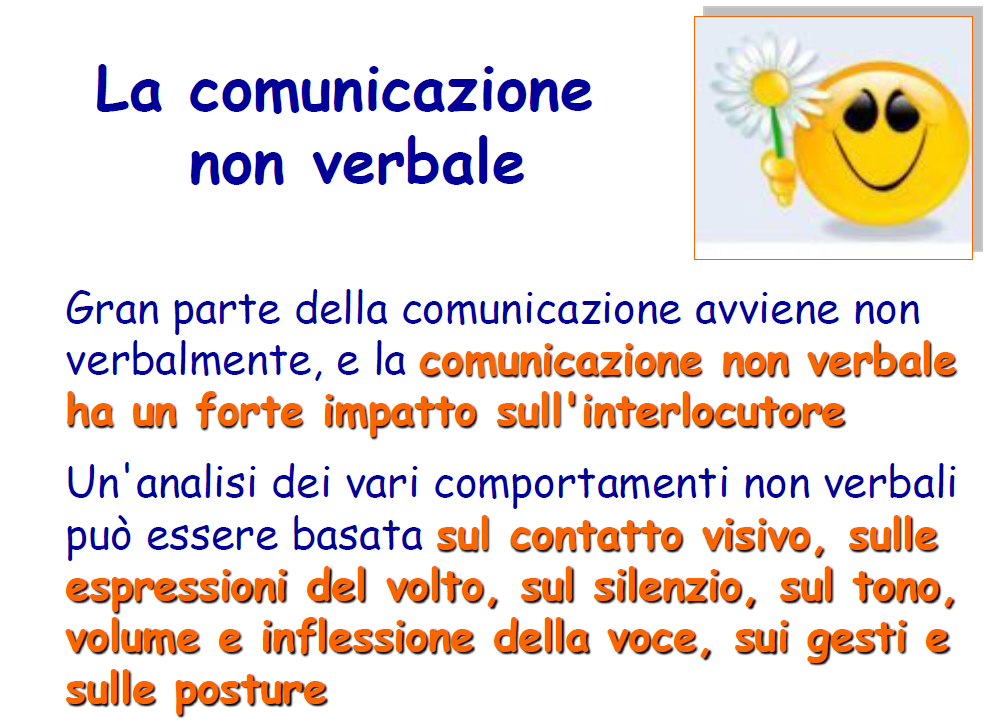 La comunicazione
non verbale
Gran parte della comunicazione avviene non
verbalmente, e la comunicazione non verbale
ha un forte impatto sull'interlocutore
Un'analisi dei vari comportamenti non verbali
può essere basata sul contatto visivo, sulle
espressioni del volto, sul silenzio, sul tono,
volume e inflessione della voce, sui gesti e
sulle posture